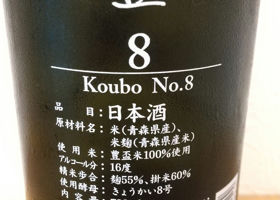 8
Koubo No.8
品目：日本酒
原材料名：米（青森県産）、
米麹（青森県産米）
使用米：豊盃米100％使用
アルコール分：16度
精米歩合：麹55％、掛米60％
使用酵母：きょうかい8号
内容量：